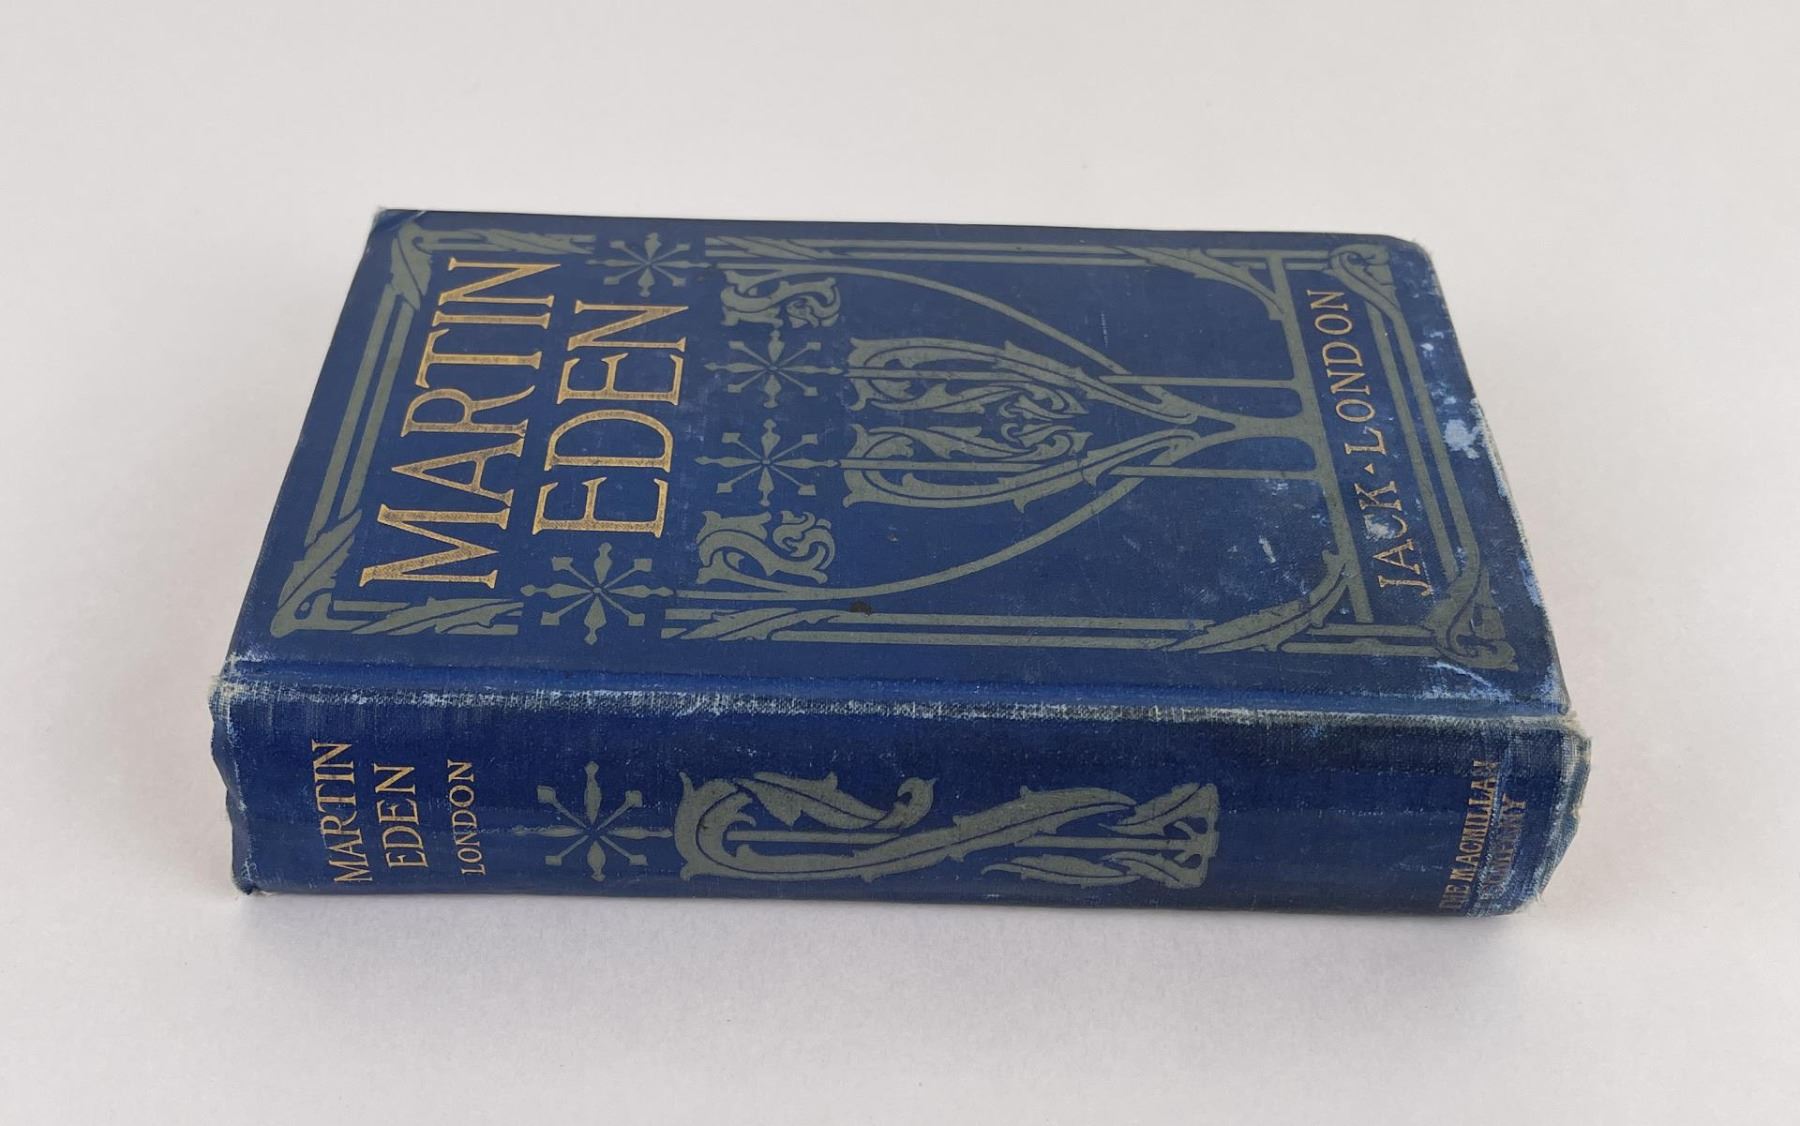 MARTIN
EDEN
JACK · LONDON
MARTIN
EDEN
LONDON
THE MACMILLAN
COMPANY